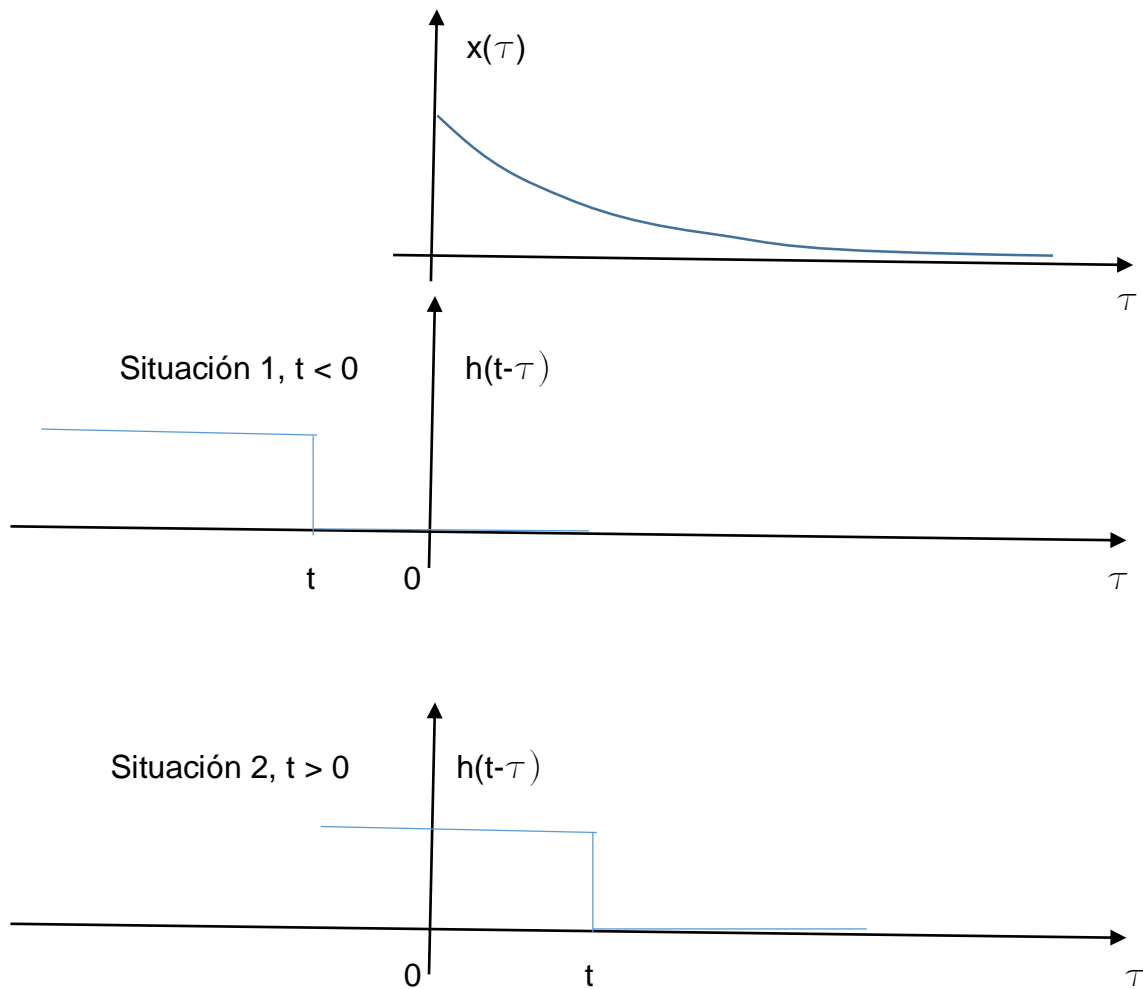 x(τ)
τ
Situación 1, t < 0
h(t-τ)
t
0
τ
Situación 2, t > 0
h(t-τ)
0
t
τ